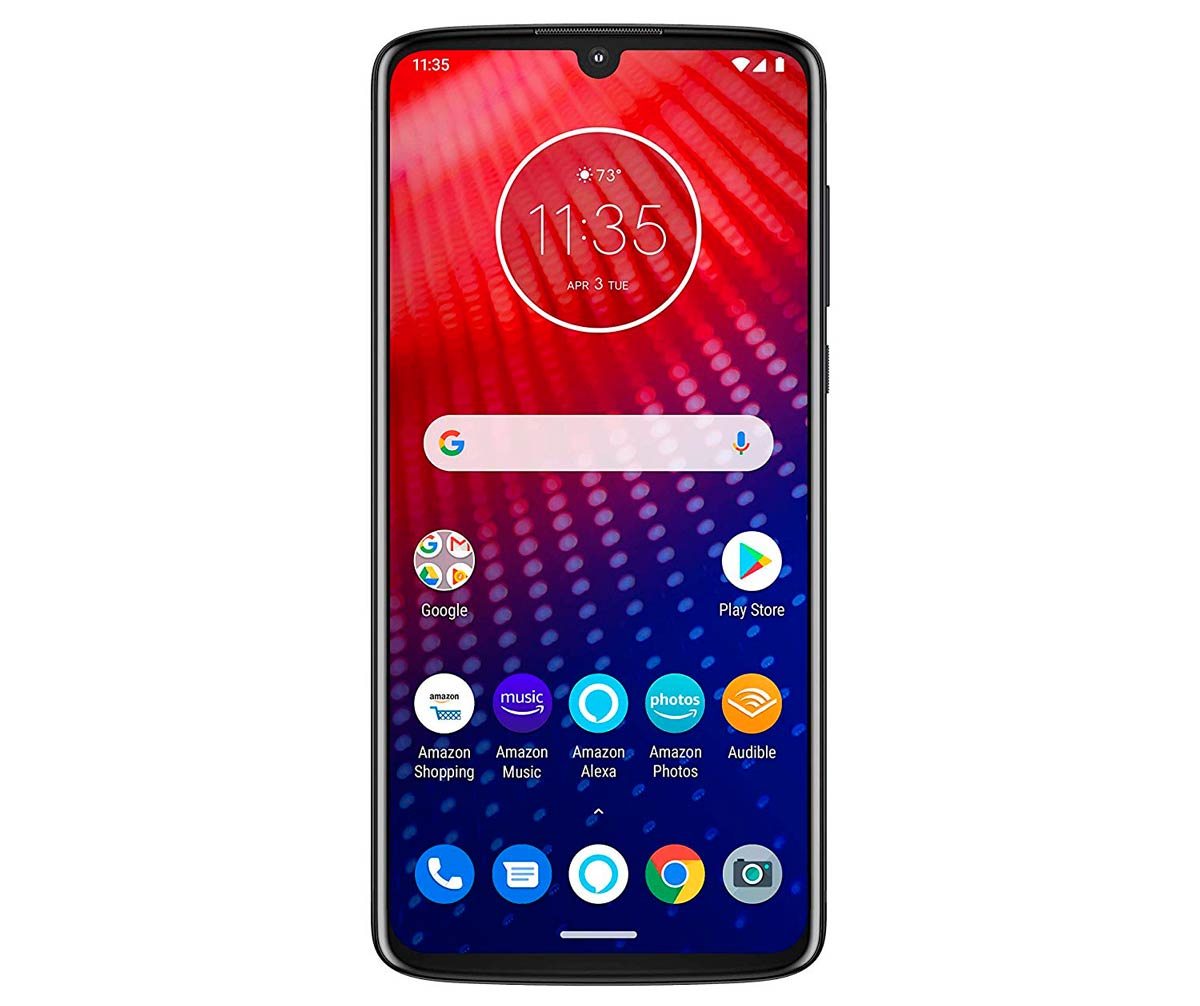 11:35
73°
11:35
APR 3 TUE
Google
Play Store
amazon
music
photos
Amazon Shopping
Amazon Music
Amazon Alexa
Amazon Photos
Audible